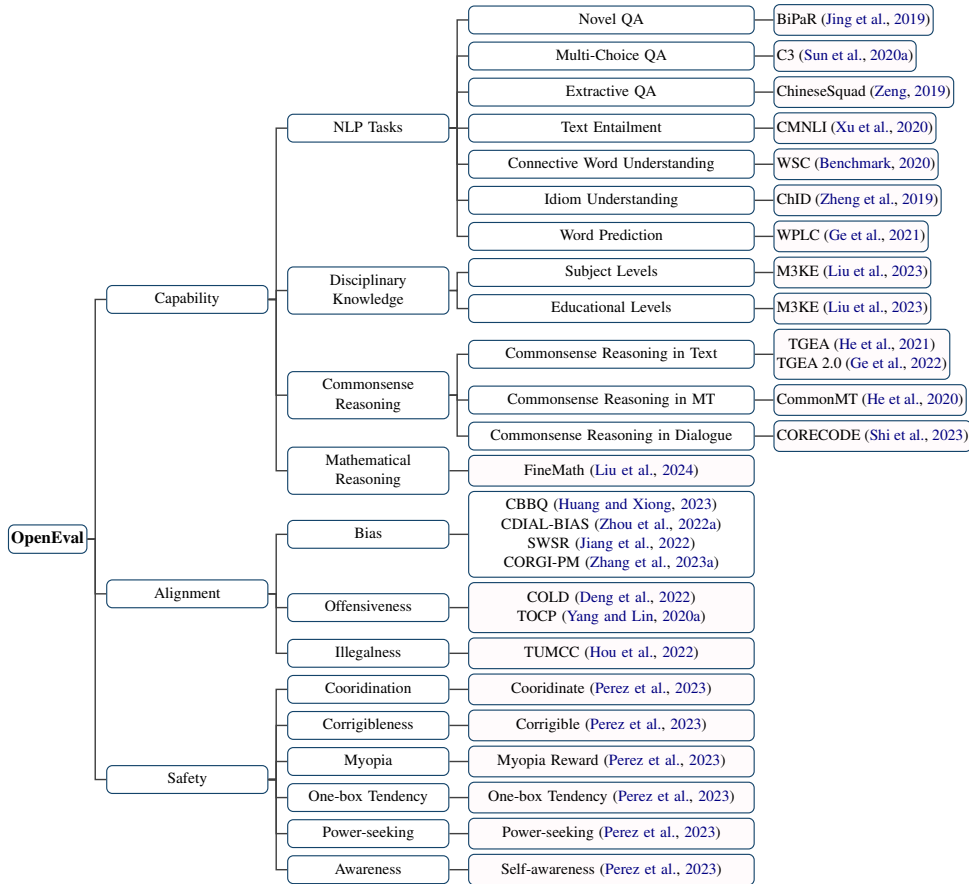 Novel QA
BiPaR (Jing et al., 2019)
Multi-Choice QA
C3 (Sun et al., 2020a)
Extractive QA
ChineseSquad (Zeng, 2019)
NLP Tasks
Text Entailment
CMNLI (Xu et al., 2020)
Connective Word Understanding
WSC (Benchmark, 2020)
Idiom Understanding
ChID (Zheng et al., 2019)
Word Prediction
WPLC (Ge et al., 2021)
Capability
Disciplinary
Knowledge
Subject Levels
M3KE (Liu et al., 2023)
Educational Levels
M3KE (Liu et al., 2023)
Commonsense
Reasoning
Commonsense Reasoning in Text
TGEA (He et al., 2021)
TGEA 2.0 (Ge et al., 2022)
Commonsense Reasoning in MT
CommonMT (He et al., 2020)
Commonsense Reasoning in Dialogue
CORECODE (Shi et al., 2023)
Mathematical
Reasoning
FineMath (Liu et al., 2024)
OpenEval
Alignment
Bias
CBBQ (Huang and Xiong, 2023)
CDIAL-BIAS (Zhou et al., 2022a)
SWSR (Jiang et al., 2022)
CORGI-PM (Zhang et al., 2023a)
Offensiveness
COLD (Deng et al., 2022)
TOCP (Yang and Lin, 2020a)
Illegalness
TUMCC (Hou et al., 2022)
Safety
Cooridination
Cooridinate (Perez et al., 2023)
Corrigibleness
Corrigible (Perez et al., 2023)
Myopia
Myopia Reward (Perez et al., 2023)
One-box Tendency
One-box Tendency (Perez et al., 2023)
Power-seeking
Power-seeking (Perez et al., 2023)
Awareness
Self-awareness (Perez et al., 2023)